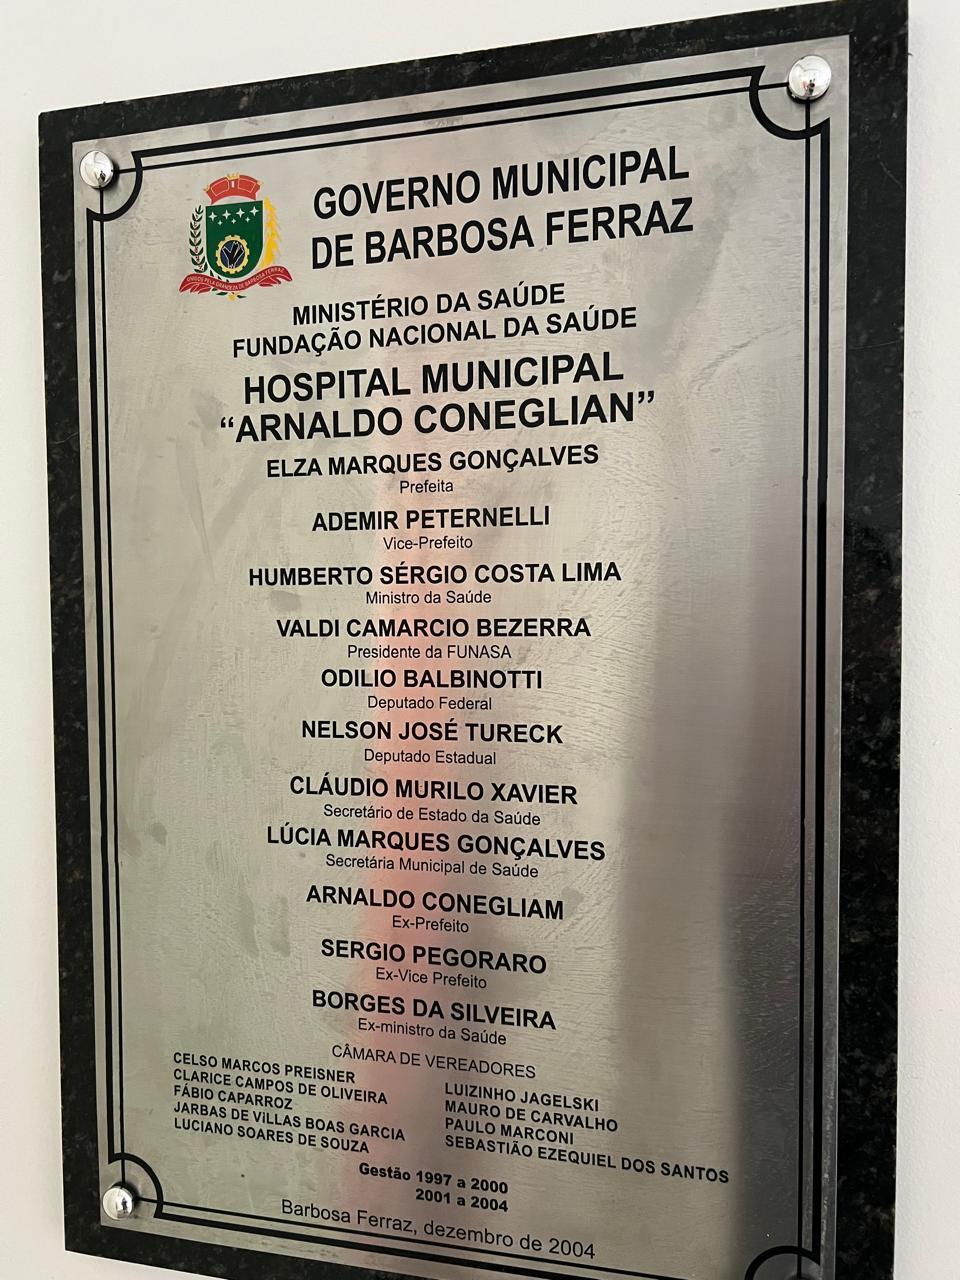 GOVERNO MUNICIPAL
DE BARBOSA FERRAZ
UNIDOS PELA GRANDEZA DE BARBOSA FERRAZ
MINISTÉRIO DA SAÚDE
FUNDAÇÃO NACIONAL DA SAÚDE
HOSPITAL MUNICIPAL
“ARNALDO CONEGLIAN”
ELZA MARQUES GONÇALVES
Prefeita
ADEMIR PETERNELLI
Vice-Prefeito
HUMBERTO SÉRGIO COSTA LIMA
Ministro da Saúde
VALDI CAMARCIO BEZERRA
Presidente da FUNASA
ODILIO BALBINOTTI
Deputado Federal
NELSON JOSÉ TURECK
Deputado Estadual
CLÁUDIO MURILO XAVIER
Secretário de Estado da Saúde
LÚCIA MARQUES GONÇALVES
Secretária Municipal de Saúde
ARNALDO CONEGLIAM
Ex-Prefeito
SERGIO PEGORARO
Ex-Vice Prefeito
BORGES DA SILVEIRA
Ex-ministro da Saúde
CÂMARA DE VEREADORES
CELSO MARCOS PREISNER
CLARICE CAMPOS DE OLIVEIRA
FÁBIO CAPARROZ
JARBAS DE ViLLAS BOAS GARCIA
LUCIANO SOARES DE SOUZA
LUIZINHO JAGELSKI
MAURO DE CARVALHO
PAULO MARCONI
SEBASTIÃO EZEQUIEL DOS SANTOS
Gestão 1997 a 2000
2001 a 2004
Barbosa Ferraz, dezembro de 2004